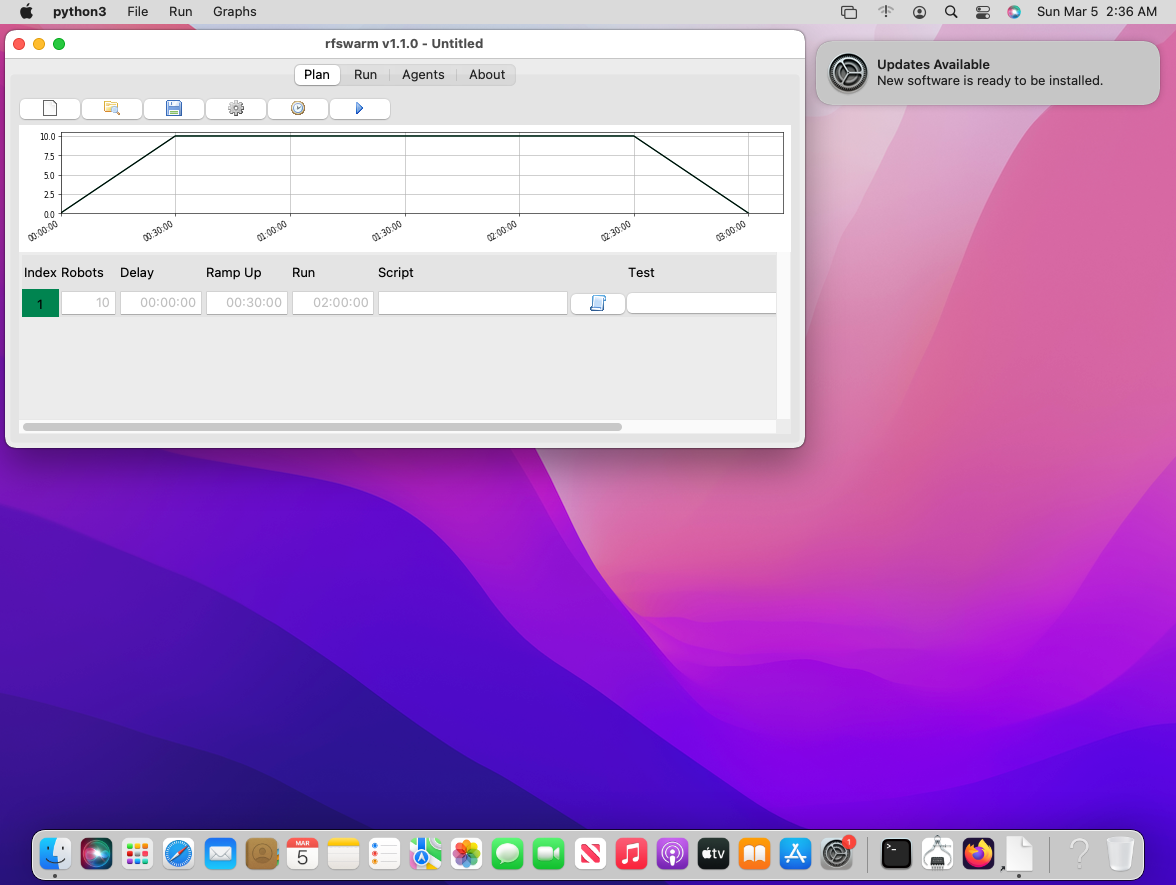 python3 File Run Graphs Sun Mar 5 2:36 AM
rfswarm v1.1.0 - Untitled
Updates Available
New software is ready to be installed.
Plan Run Agents About
10.0
7.5
5.0
2.5
0.0
00:00:00 00:30:00 01:00:00 01:30:00 02:00:00 02:30:00 03:00:00
Index Robots Delay Ramp Up Run Script Test
1 10 00:00:00 00:30:00 02:00:00
MAR
5
tv
1